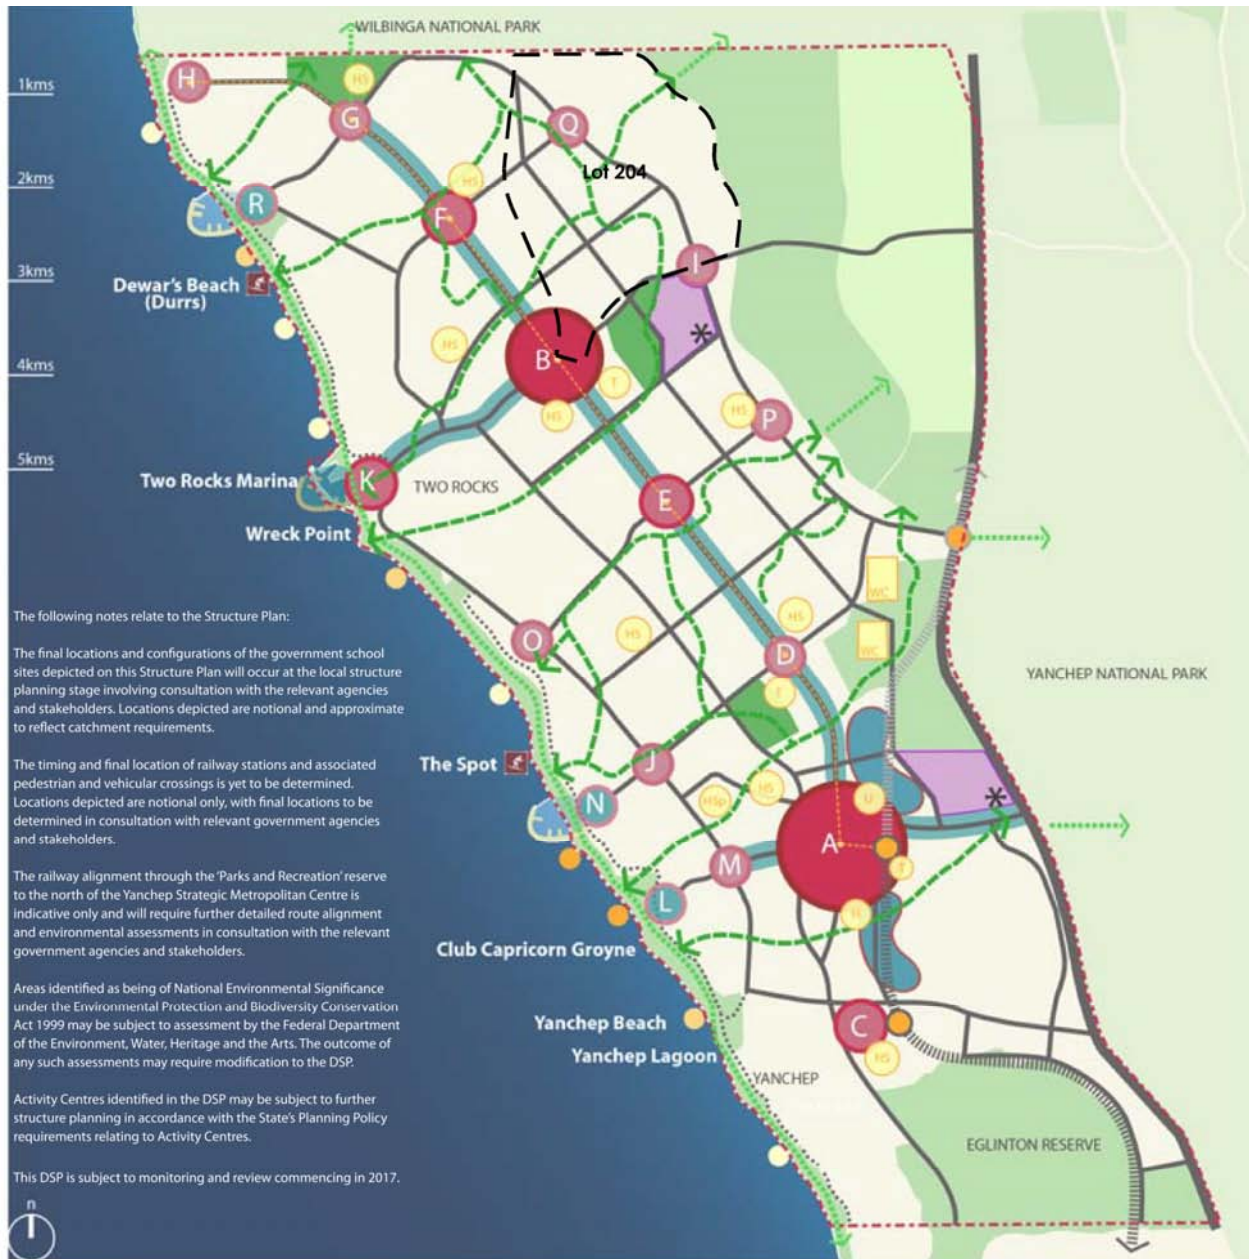 WILBINGA NATIONAL PARK
1kms
H
HS
G
Q
Lot 204
2kms
HS
R
F
3kms
I
Dewar's Beach
(Durrs)
*
HS
4kms
B
T
HS
HS
P
5kms
Two Rocks Marina
K
TWO ROCKS
E
Wreck Point
WC
The following notes relate to the Structure Plan:
The final locations and configurations of the government school
sites depicted on this Structure Plan will occur at the local structure
planning stage involving consultation with the relevant agencies
and stakeholders. Locations depicted are notional and approximate
to reflect catchment requirements.
HS
HS
O
WC
D
YANCHEP NATIONAL PARK
T
The timing and final location of railway stations and associated
pedestrian and vehicular crossings is yet to be determined.
Locations depicted are notional only, with final locations to be
determined in consultation with relevant government agencies
and stakeholders.
The Spot
J
HS
HSp
U
*
N
A
M
T
The railway alignment through the 'Parks and Recreation' reserve
to the north of the Yanchep Strategic Metropolitan Centre is
indicative only and will require further detailed route alignment
and environmental assessments in consultation with the relevant
government agencies and stakeholders.
L
H
Club Capricorn Groyne
Areas identified as being of National Environmental Significance
under the Environmental Protection and Biodiversity Conservation
Act 1999 may be subject to assessment by the Federal Department
of the Environment, Water, Heritage and the Arts. The outcome of
any such assessments may require modification to the DSP.
Yanchep Beach
C
Yanchep Lagoon
HS
YANCHEP
Activity Centres identified in the DSP may be subject to further
structure planning in accordance with the State's Planning Policy
requirements relating to Activity Centres.
EGLINTON RESERVE
This DSP is subject to monitoring and review commencing in 2017.
n